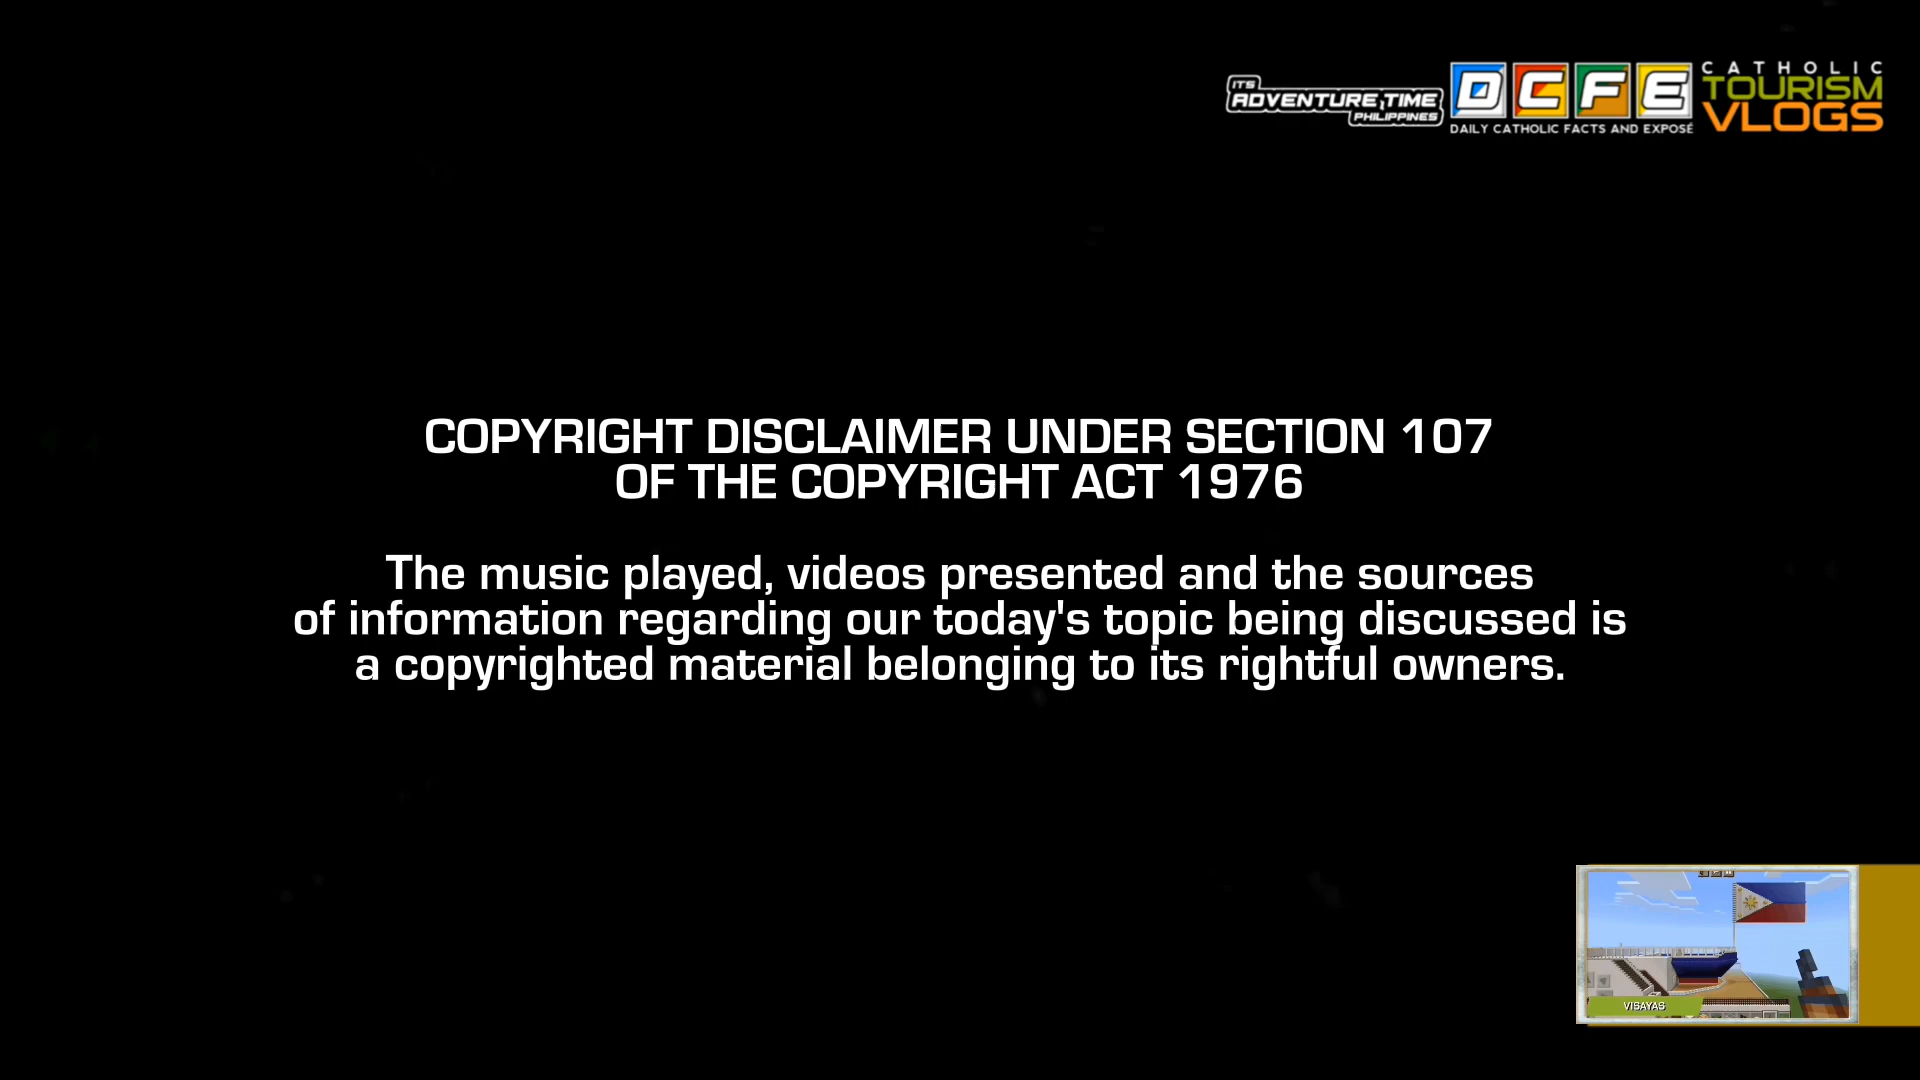 ITS
ADVENTURE TIME
PHILIPPINES
DCFE
DAILY CATHOLIC FACTS AND EXPOSÉ
CATHOLIC
TOURISM
VLOGS
COPYRIGHT DISCLAIMER UNDER SECTION 107
OF THE COPYRIGHT ACT 1976
The music played, videos presented and the sources
of information regarding our today's topic being discussed is
a copyrighted material belonging to its rightful owners.
VISAYAS